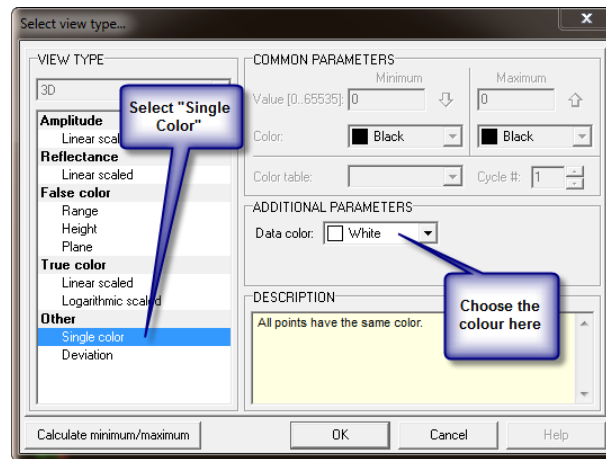 Select view type...
x
VIEW TYPE
3D
Amplitude
Linear scal
Reflectance
Linear scaled
False color
Range
Height
Plane
True color
Linear scaled
Logarithmic scaled
Other
Single color
Deviation
Select "Single
Color"
COMMON PARAMETERS
Minimum Maximum
Value [0..65535]: 0 0
Color: Black Black
Color table: Cycle #: 1
ADDITIONAL PARAMETERS
Data color: White
DESCRIPTION
All points have the same color.
Choose the
colour here
Calculate minimum/maximum OK Cancel Help